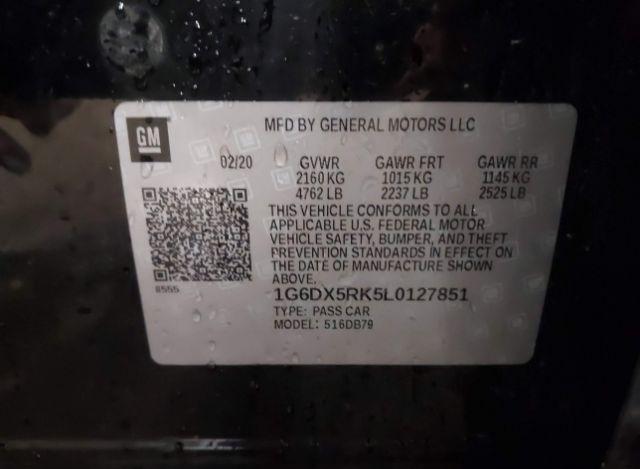 GM
MFD BY GENERAL MOTORS LLC
02/20 GVWR GAWR FRT GAWR RR
2160 KG 1015 KG 1145 KG
4762 LB 2237 LB 2525 LB
THIS VEHICLE CONFORMS TO ALL
APPLICABLE U.S. FEDERAL MOTOR
VEHICLE SAFETY, BUMPER, AND THEFT
PREVENTION STANDARDS IN EFFECT ON
THE DATE OF MANUFACTURE SHOWN
ABOVE.
8555
1G6DX5RK5L0127851
TYPE: PASS CAR
MODEL: 516DB79